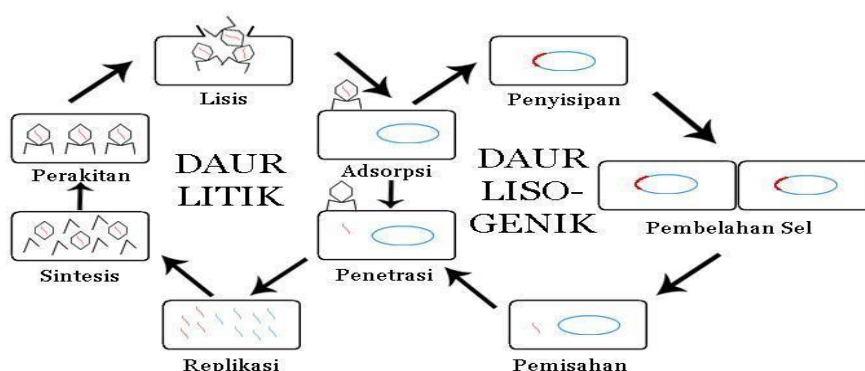 Lisis
Penyisipan
Perakitan
DAUR
LITIK
Adsorpsi
DAUR
LISO-
GENIK
Pembelahan Sel
Sintesis
Penetrasi
Replikasi
Pemisahan